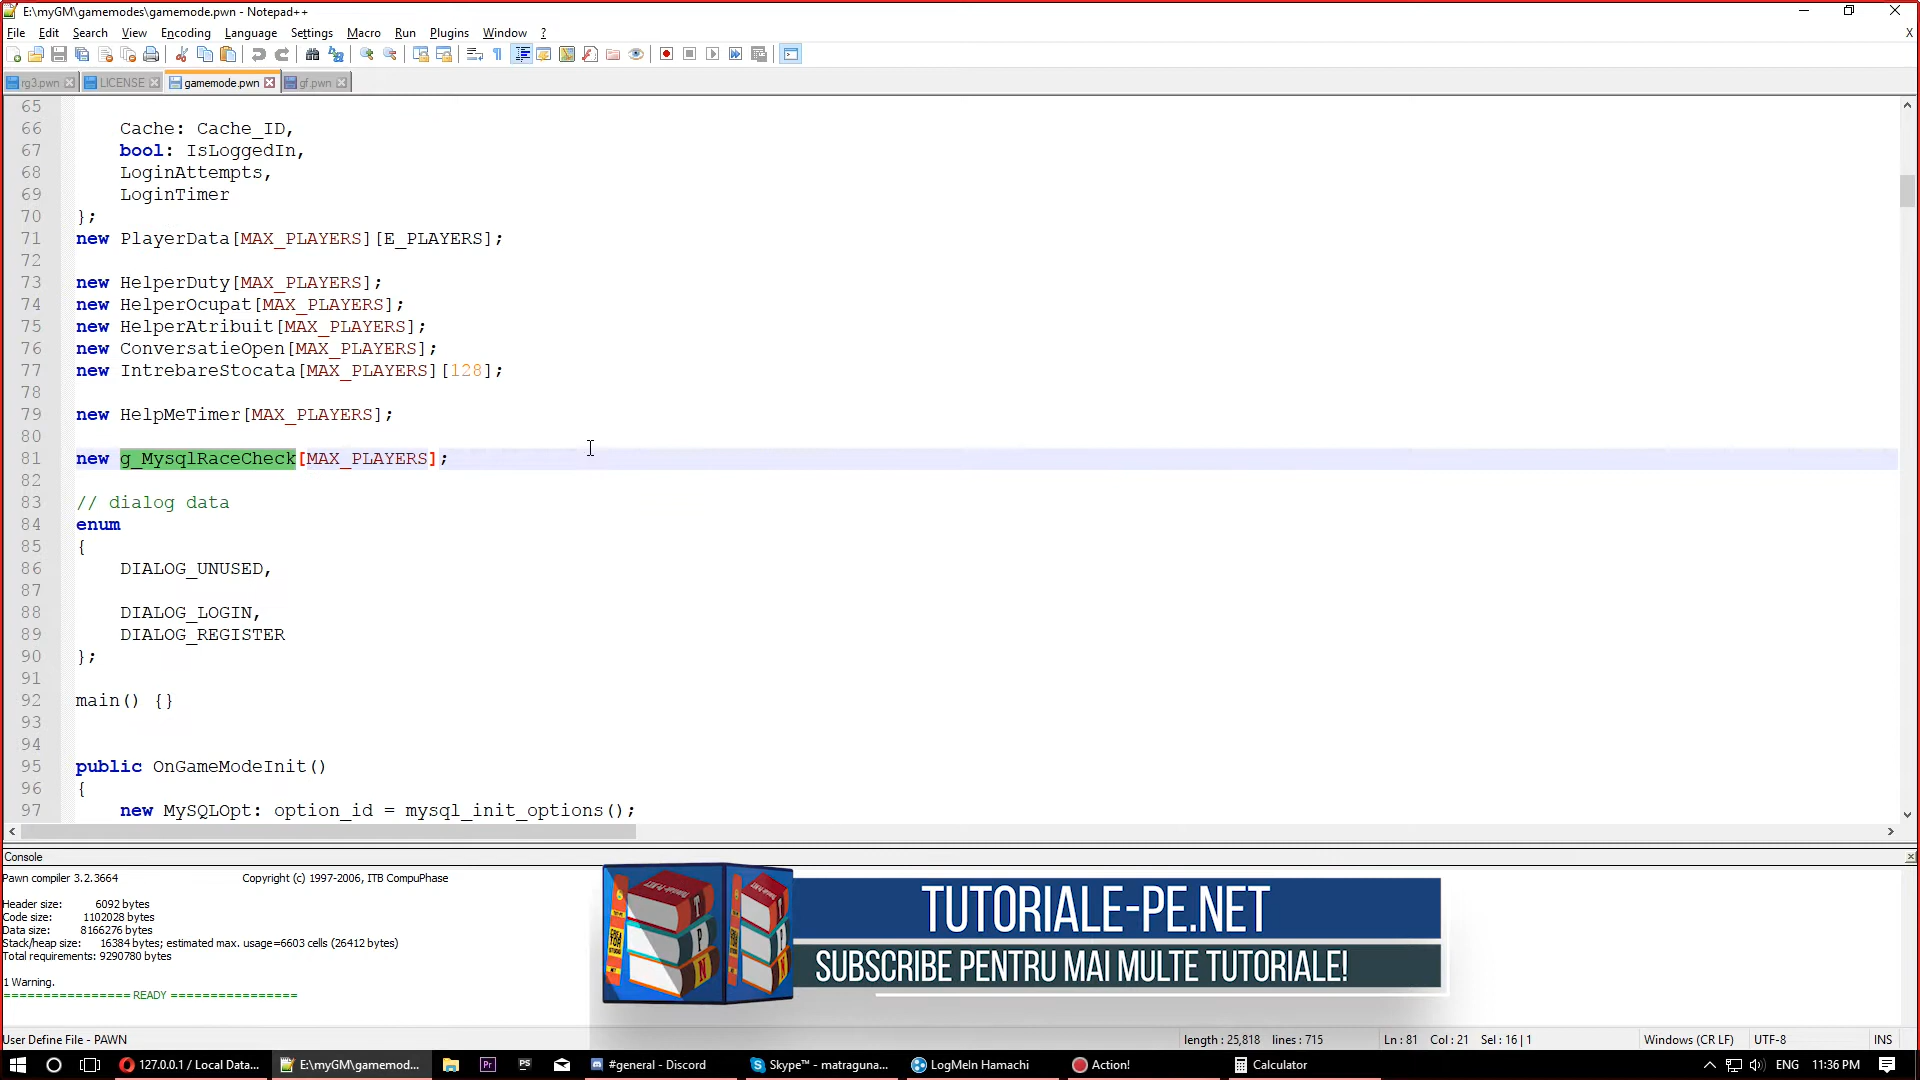 E:\myGM\gamemodes\gamemode.pwn - Notepad++
File Edit Search View Encoding Language Settings Macro Run Plugins Window ? X
rg3.pwn LICENSE gamemode.pwn gf.pwn
65
66 Cache: Cache_ID,
67 bool: IsLoggedIn,
68 LoginAttempts,
69 LoginTimer
70 };
71 new PlayerData[MAX_PLAYERS][E_PLAYERS];
72
73 new HelperDuty[MAX_PLAYERS];
74 new HelperOcupat[MAX_PLAYERS];
75 new HelperAtribuit[MAX_PLAYERS];
76 new ConversatieOpen[MAX_PLAYERS];
77 new IntrebareStocata[MAX_PLAYERS][128];
78
79 new HelpMeTimer[MAX_PLAYERS];
80
81 new g_MysqlRaceCheck[MAX_PLAYERS];
82
83 // dialog data
84 enum
85 {
86 DIALOG_UNUSED,
87
88 DIALOG_LOGIN,
89 DIALOG_REGISTER
90 };
91
92 main() {}
93
94
95 public OnGameModeInit()
96 {
97 new MySQLOpt: option_id = mysql_init_options();
Console
Pawn compiler 3.2.3664 Copyright (c) 1997-2006, ITB CompuPhase
Header size: 6092 bytes
Code size: 1102028 bytes
Data size: 8166276 bytes
Stack/heap size: 16384 bytes; estimated max. usage=6603 cells (26412 bytes)
Total requirements: 9290780 bytes
1 Warning.
================ READY ================
TUTORIALE-PE.NET
SUBSCRIBE PENTRU MAI MULTE TUTORIALE!
User Define File - PAWN length : 25,818 lines : 715 Ln : 81 Col : 21 Sel : 16 | 1 Windows (CR LF) UTF-8 INS
127.0.0.1 / Local Data... E:\myGM\gamemod... Pr PS #general - Discord Skype™ - matraguna... LogMeIn Hamachi Action! Calculator ENG 11:36 PM